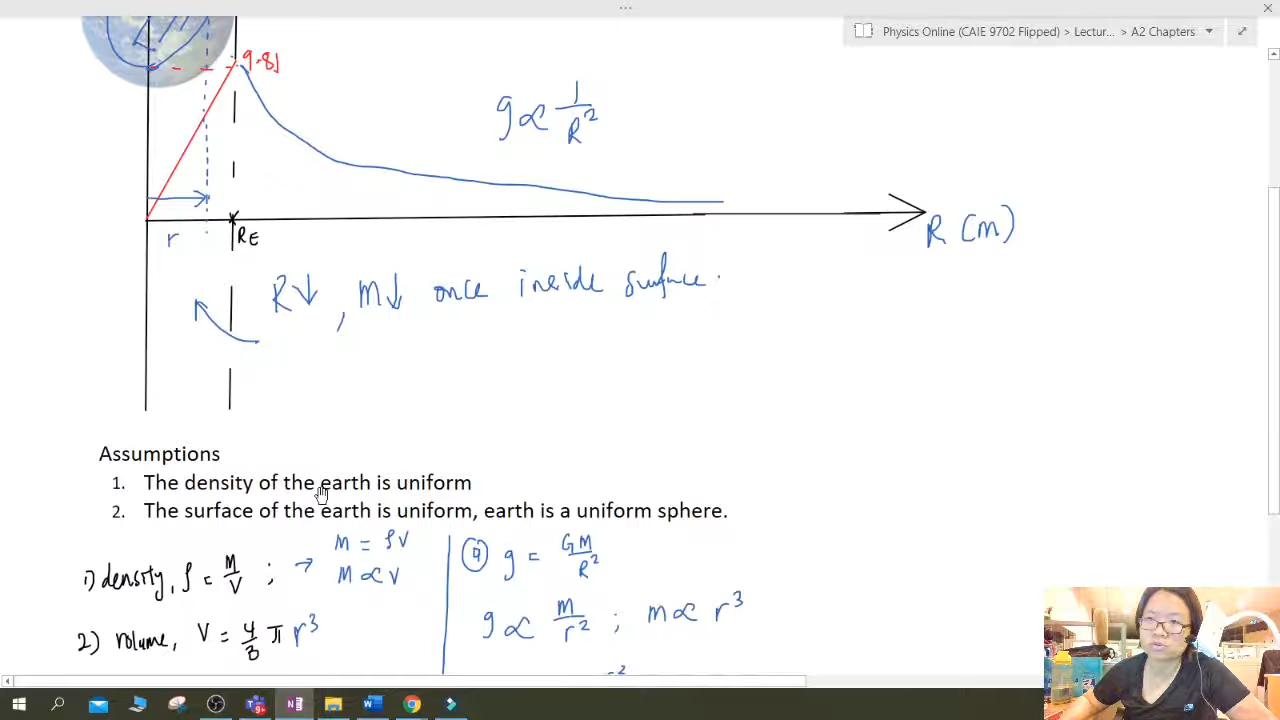 Physics Online (CAIE 9702 Flipped) > Lectur... > A2 Chapters
9.81
g ∝ 1/R²
r
R_E
R (m)
R↓, M↓ once inside surface.
Assumptions
1. The density of the earth is uniform
2. The surface of the earth is uniform, earth is a uniform sphere.
1) density, ρ = M/V ; → M = ρV
M ∝ V
2) volume, V = 4/3 π r³
④ g = GM/R²
g ∝ m/r² ; m ∝ r³